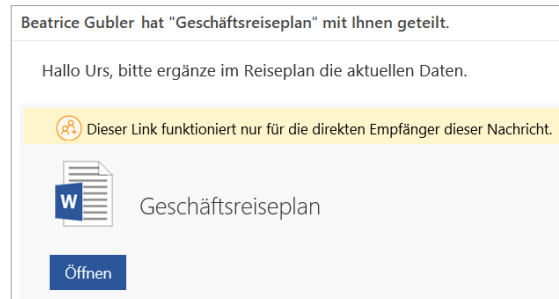 Beatrice Gubler hat "Geschäftsreiseplan" mit Ihnen geteilt.
Hallo Urs, bitte ergänze im Reiseplan die aktuellen Daten.
Dieser Link funktioniert nur für die direkten Empfänger dieser Nachricht.
W
Geschäftsreiseplan
Öffnen